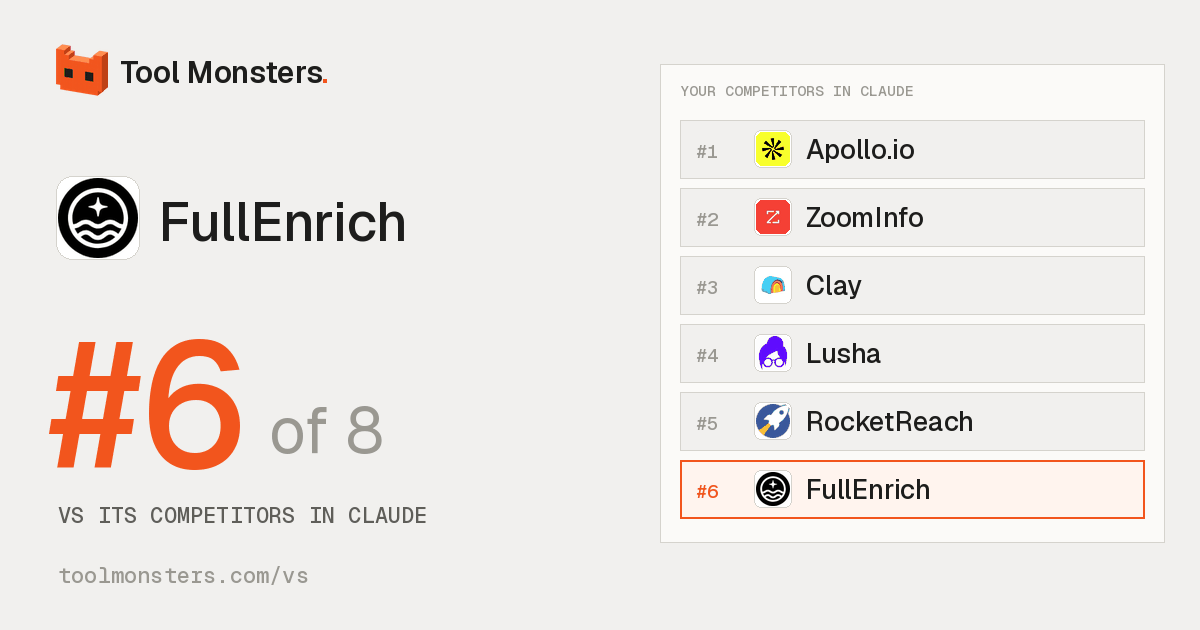 Tool Monsters.
FullEnrich
#6 of 8
VS ITS COMPETITORS IN CLAUDE
toolmonsters.com/vs
YOUR COMPETITORS IN CLAUDE
#1 Apollo.io
#2 ZoomInfo
#3 Clay
#4 Lusha
#5 RocketReach
#6 FullEnrich